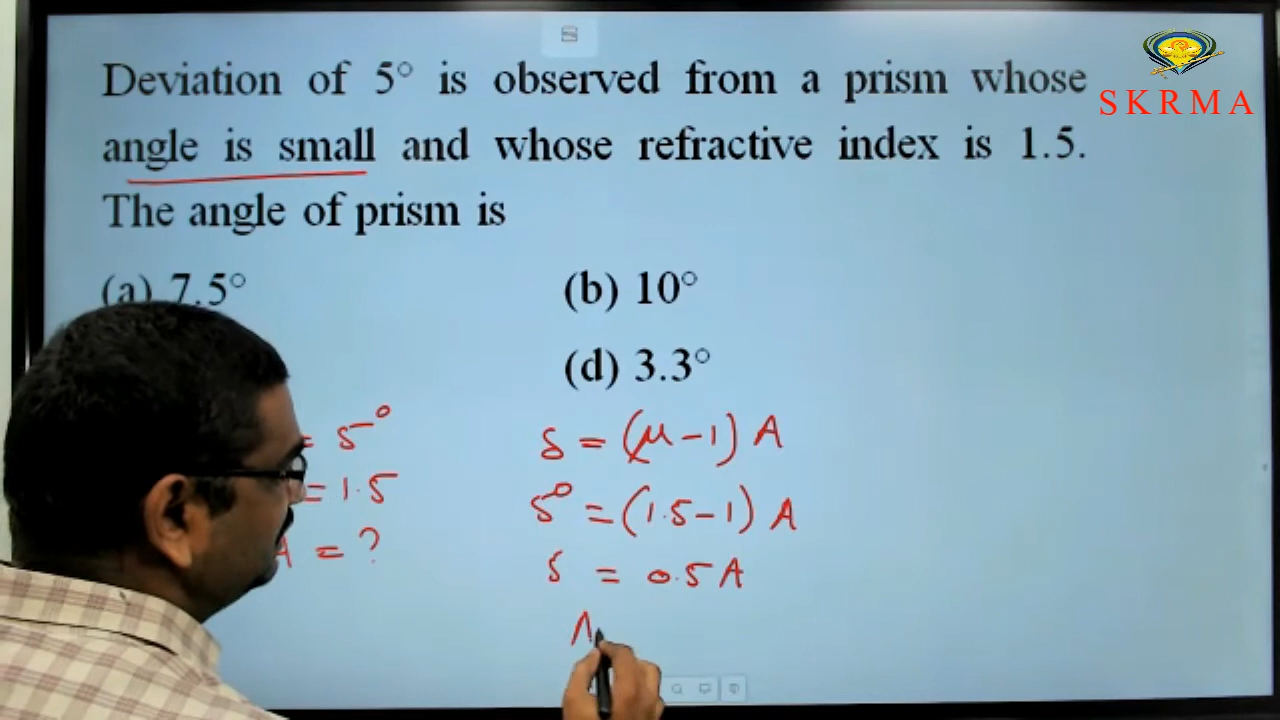 Deviation of 5° is observed from a prism whose
angle is small and whose refractive index is 1.5.
The angle of prism is
(a) 7.5°
(b) 10°
(d) 3.3°
= 5°
= 1.5
A = ?
δ = (μ - 1) A
5° = (1.5 - 1) A
5 = 0.5 A
A
SKRMA